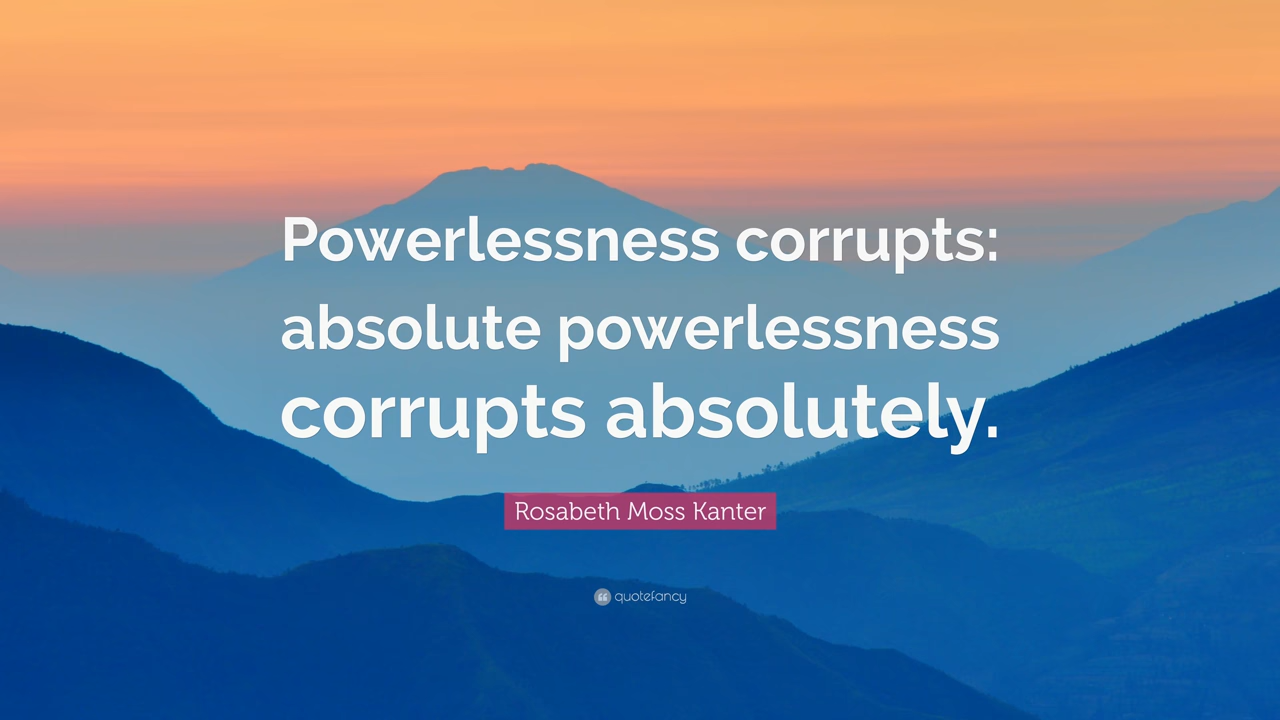 Powerlessness corrupts:
absolute powerlessness
corrupts absolutely.
Rosabeth Moss Kanter
quotefancy